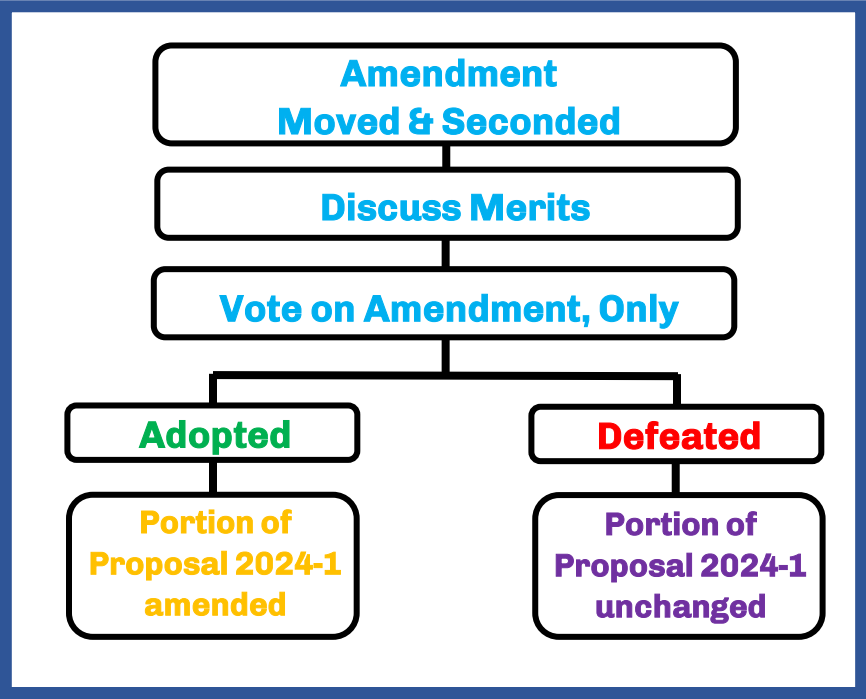 Amendment
Moved & Seconded
Discuss Merits
Vote on Amendment, Only
Adopted
Defeated
Portion of
Proposal 2024-1
amended
Portion of
Proposal 2024-1
unchanged